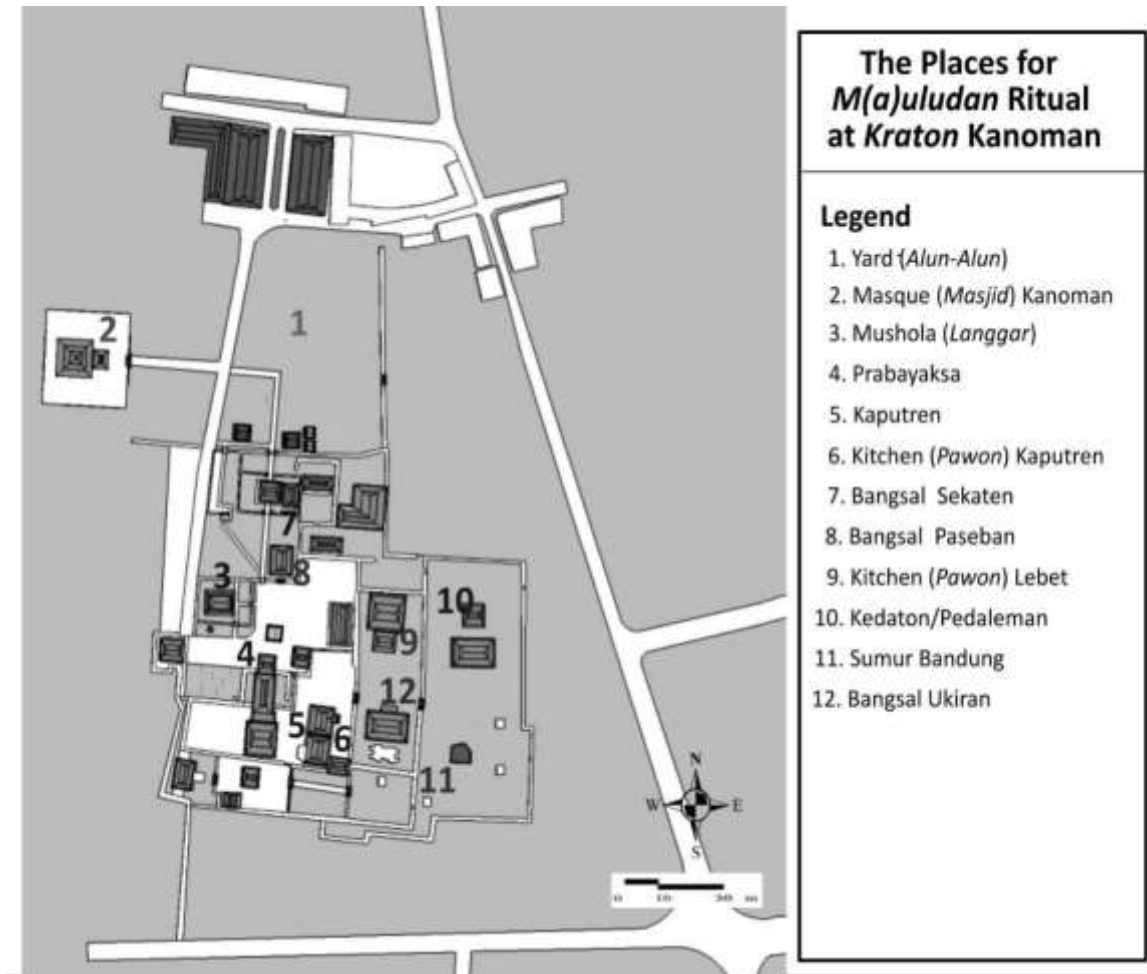 The Places for
M(a)uludan Ritual
at Kraton Kanoman
Legend
1. Yard (Alun-Alun)
2. Masque (Masjid) Kanoman
3. Mushola (Langgar)
4. Prabayaksa
5. Kaputren
6. Kitchen (Pawon) Kaputren
7. Bangsal Sekaten
8. Bangsal Paseban
9. Kitchen (Pawon) Lebet
10. Kedaton/Pedaleman
11. Sumur Bandung
12. Bangsal Ukiran
1
2
7
8
3
10
9
4
12
5
6
11
N
W E
S
0 10 30 m